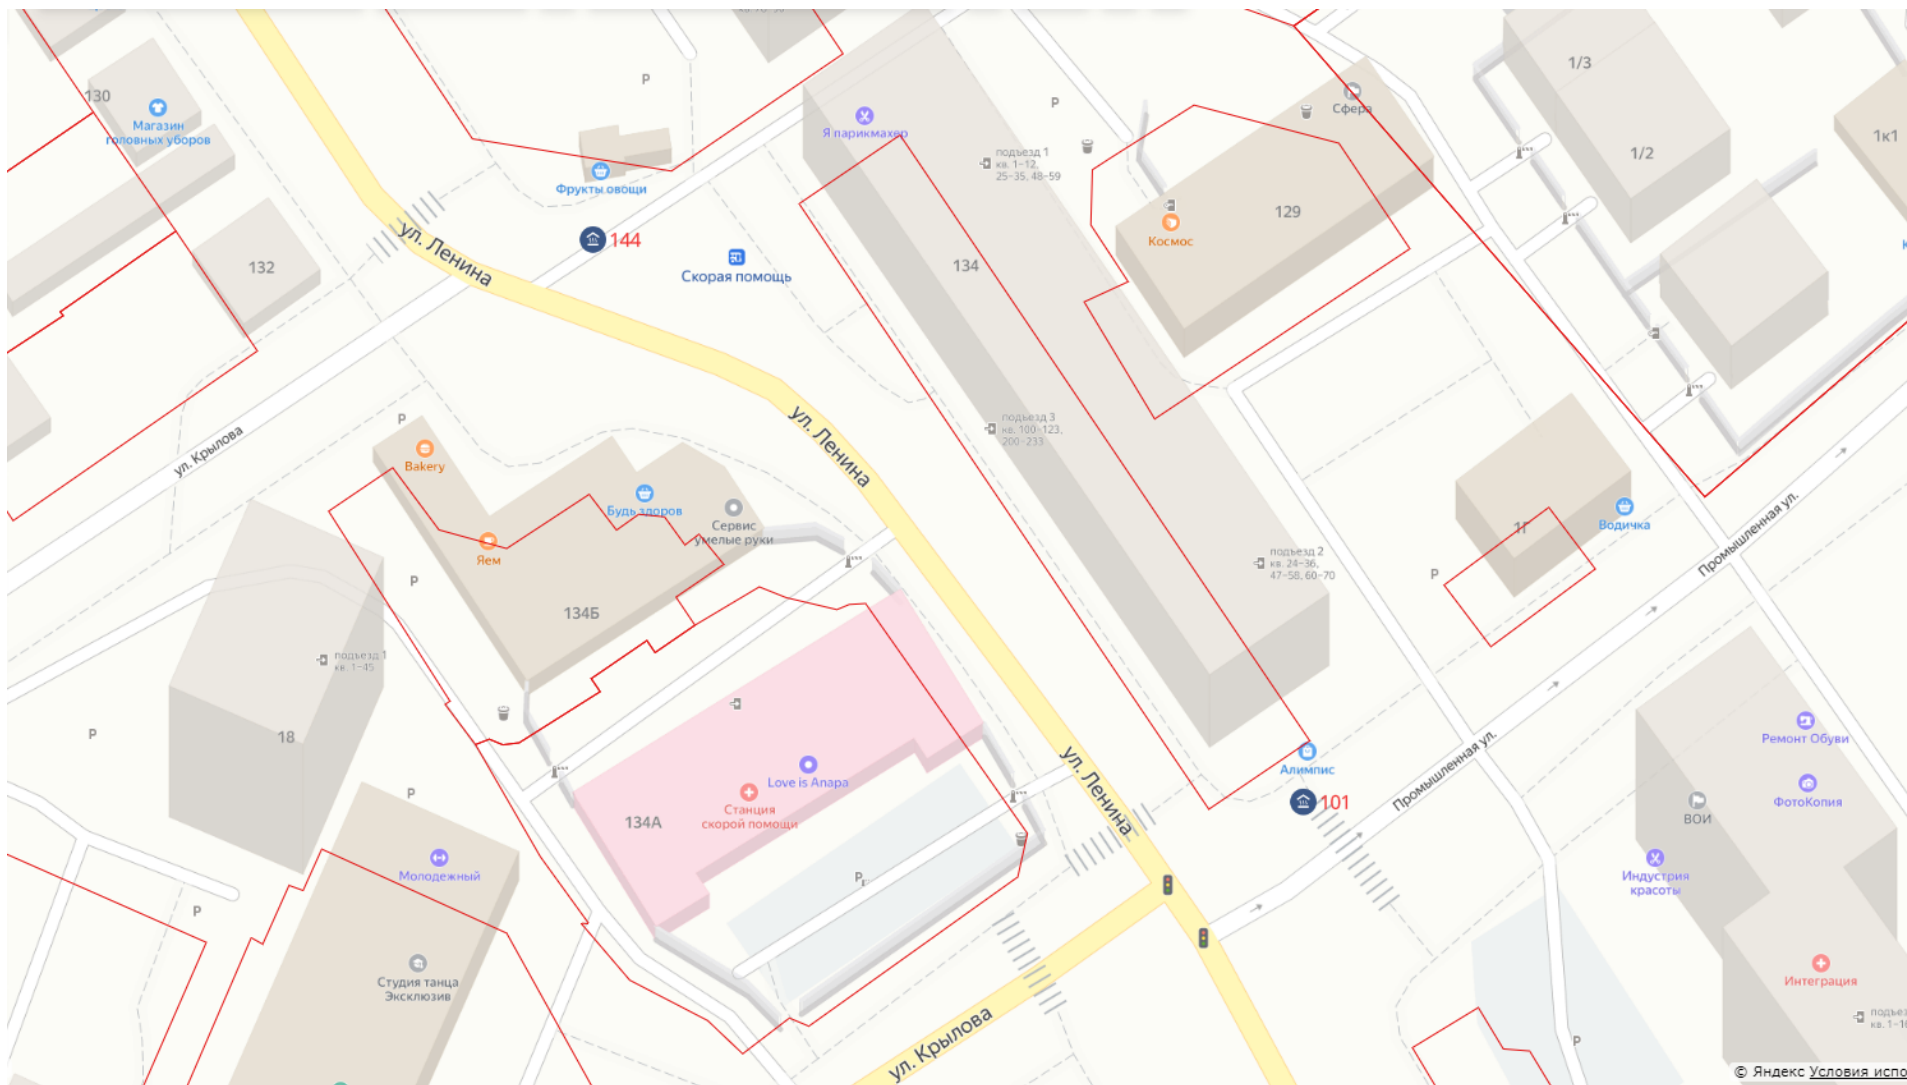 1/3
P
Сфера
130
Магазин
головных уборов
P
Я парикмахер
1к1
подъезд 1
кв. 1–12,
25–35, 48–59
1/2
Фрукты овощи
129
ул. Ленина
144
Космос
132
134
Скорая помощь
P
ул. Ленина
подъезд 3
кв. 100–123,
200–233
ул. Крылова
Bakery
Будь здоров
Сервис
умелые руки
1Г
Водичка
Промышленная ул.
Яем
подъезд 2
кв. 24–36,
47–58, 60–70
P
P
134Б
подъезд 1
кв. 1–45
P
18
Ремонт Обуви
ул. Ленина
Промышленная ул.
Алимпис
Love is Anapa
101
P
Станция
скорой помощи
134А
ФотоКопия
ВОИ
Молодежный
P
Индустрия
красоты
P
Студия танца
Эксклюзив
Интеграция
ул. Крылова
подъез
кв. 1–16
P
© Яндекс Условия испо